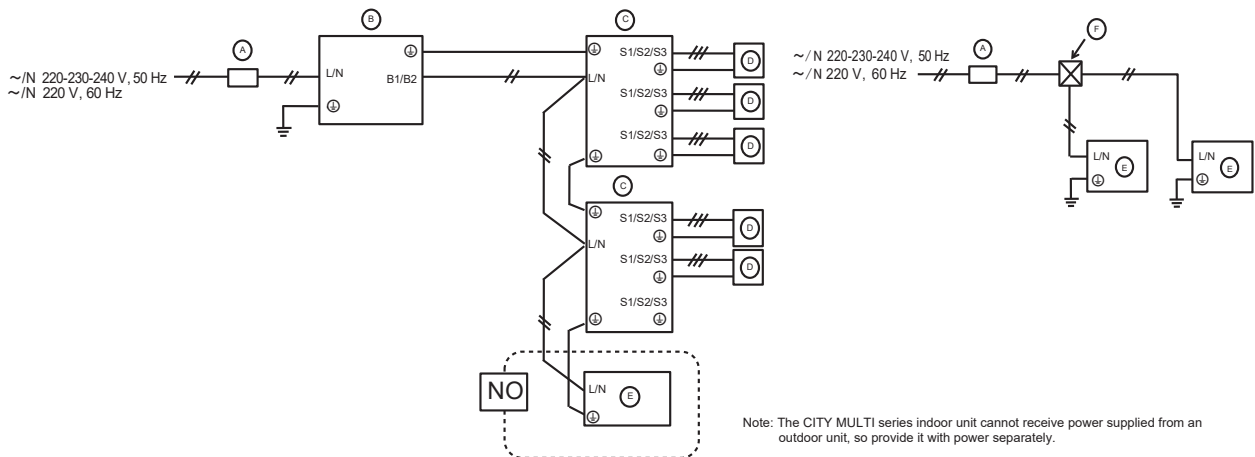 A
B
C
~/N 220-230-240 V, 50 Hz
~/N 220 V, 60 Hz
L/N
B1/B2
L/N
S1/S2/S3
D
S1/S2/S3
D
S1/S2/S3
D
C
L/N
S1/S2/S3
D
S1/S2/S3
D
S1/S2/S3
NO
L/N
E
~/N 220-230-240 V, 50 Hz
~/N 220 V, 60 Hz
A
F
L/N
E
L/N
E
Note: The CITY MULTI series indoor unit cannot receive power supplied from an
outdoor unit, so provide it with power separately.